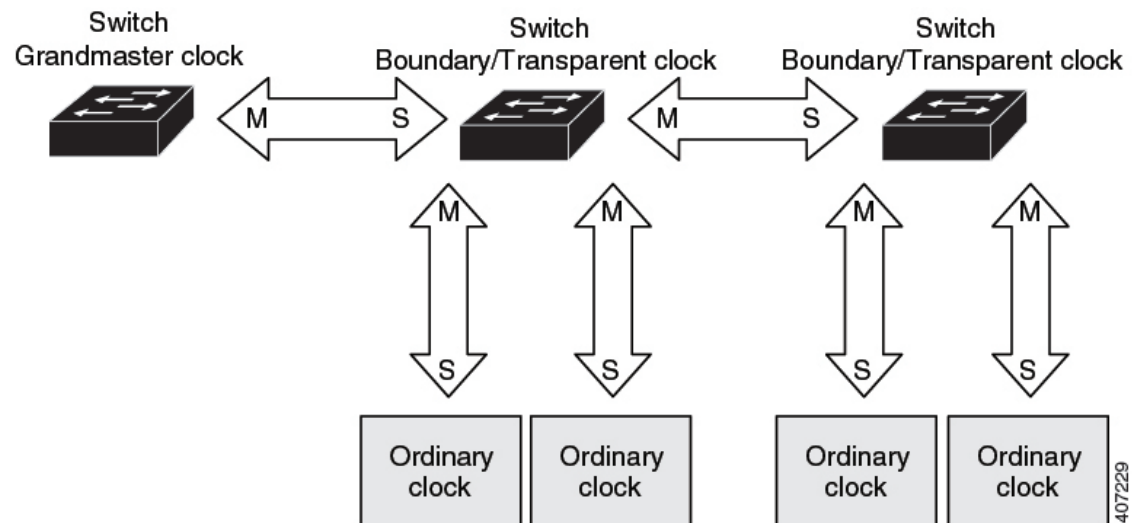 Switch
Grandmaster clock
Switch
Boundary/Transparent clock
Switch
Boundary/Transparent clock
M
S
M
S
M
M
M
M
S
S
S
S
Ordinary
clock
Ordinary
clock
Ordinary
clock
Ordinary
clock
407229